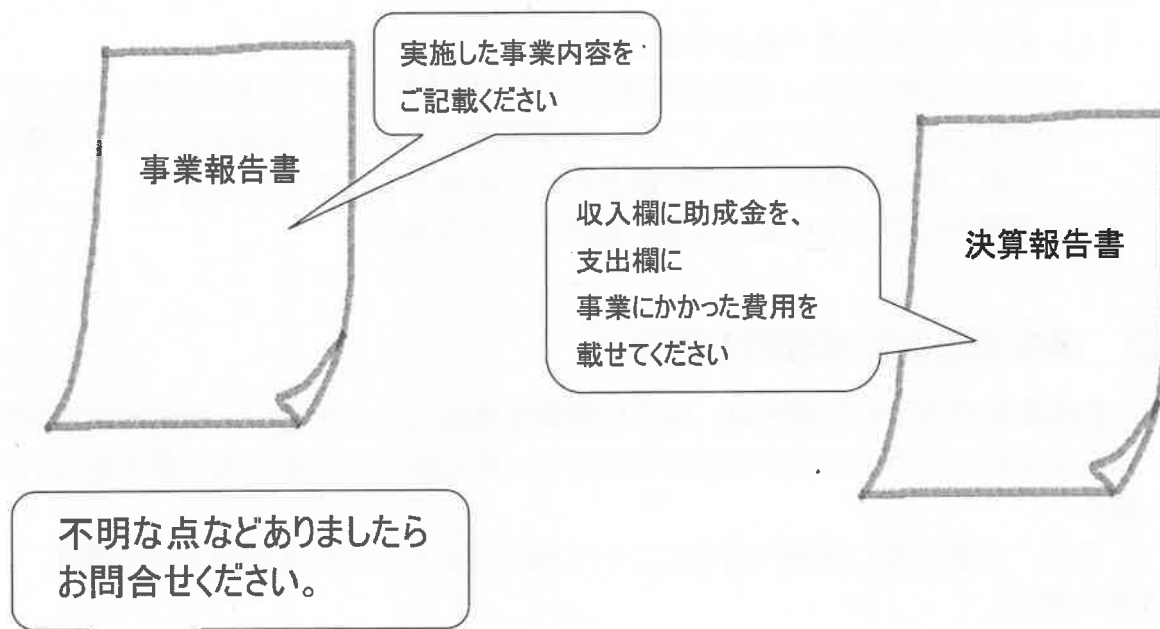 実施した事業内容を
ご記載ください
事業報告書
収入欄に助成金を、
支出欄に
事業にかかった費用を
載せてください
決算報告書
不明な点などありましたら
お問合せください。